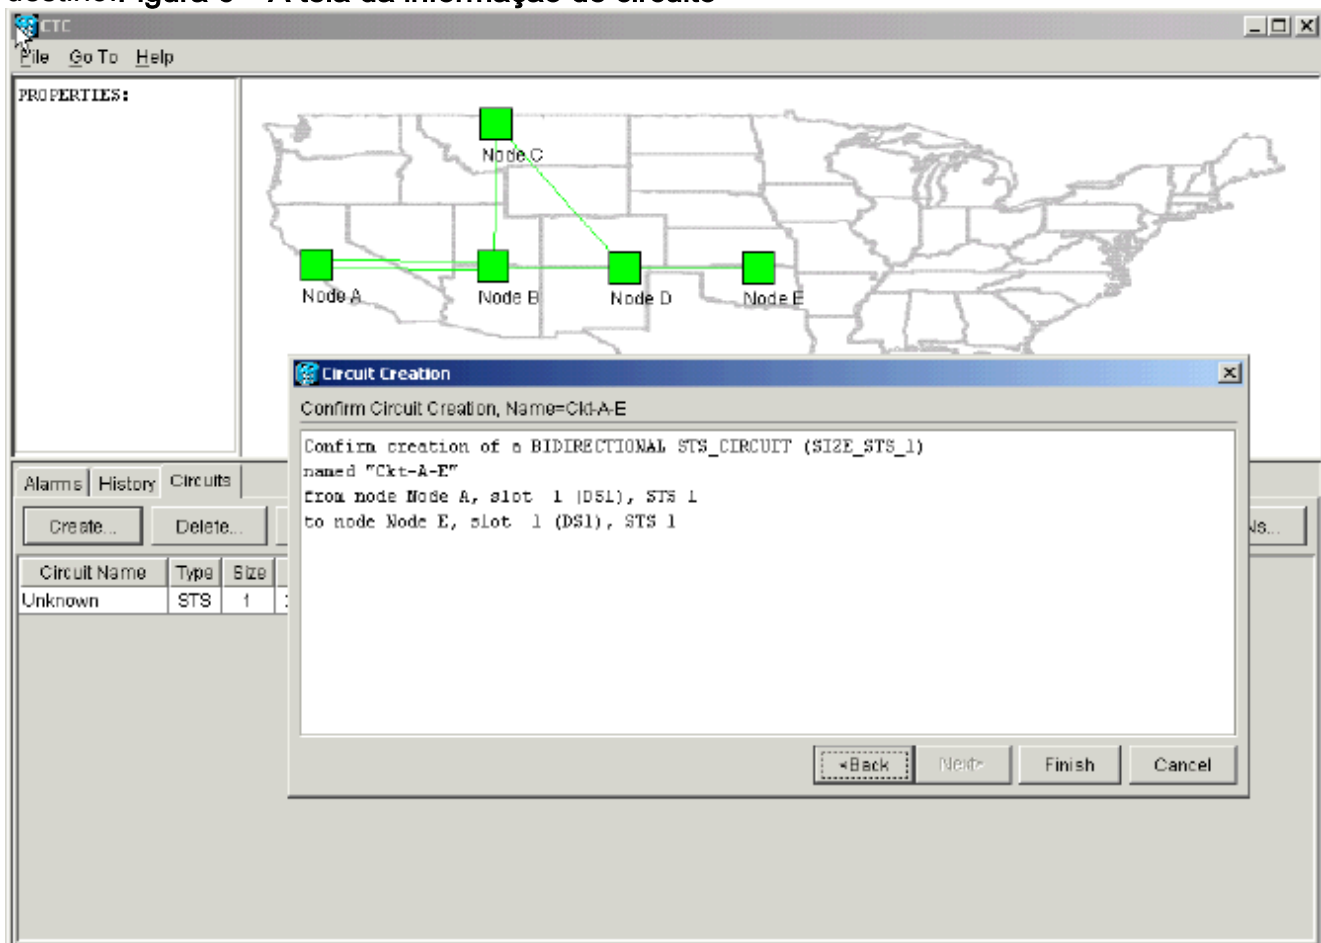 Figura 6 – A tela da informação do circuito
CTC
File Go To Help
PROPERTIES:
Node C
Node A
Node B
Node D
Node E
Circuit Creation
Confirm Circuit Creation, Name=Ckt-A-E
Confirm creation of a BIDIRECTIONAL STS_CIRCUIT (SIZE_STS_1)
named "Ckt-A-E"
from node Node A, slot 1 (DS1), STS 1
to node Node E, slot 1 (DS1), STS 1
Alarms History Circuits
Create... Delete...
Circuit Name Type Size
Unknown STS 1
<Back Next> Finish Cancel